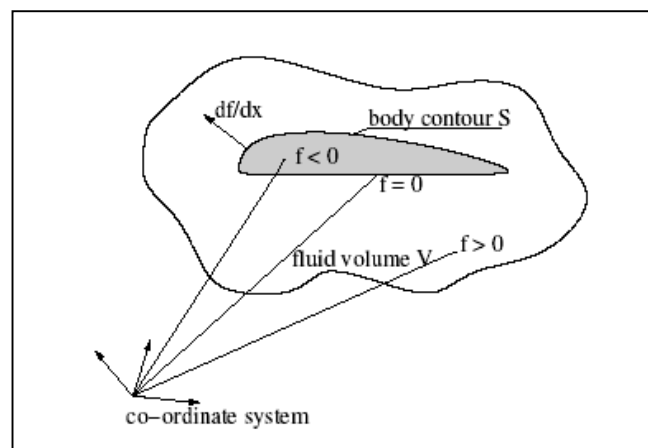 df/dx
body contour S
f < 0
f = 0
f > 0
fluid volume V
co-ordinate system